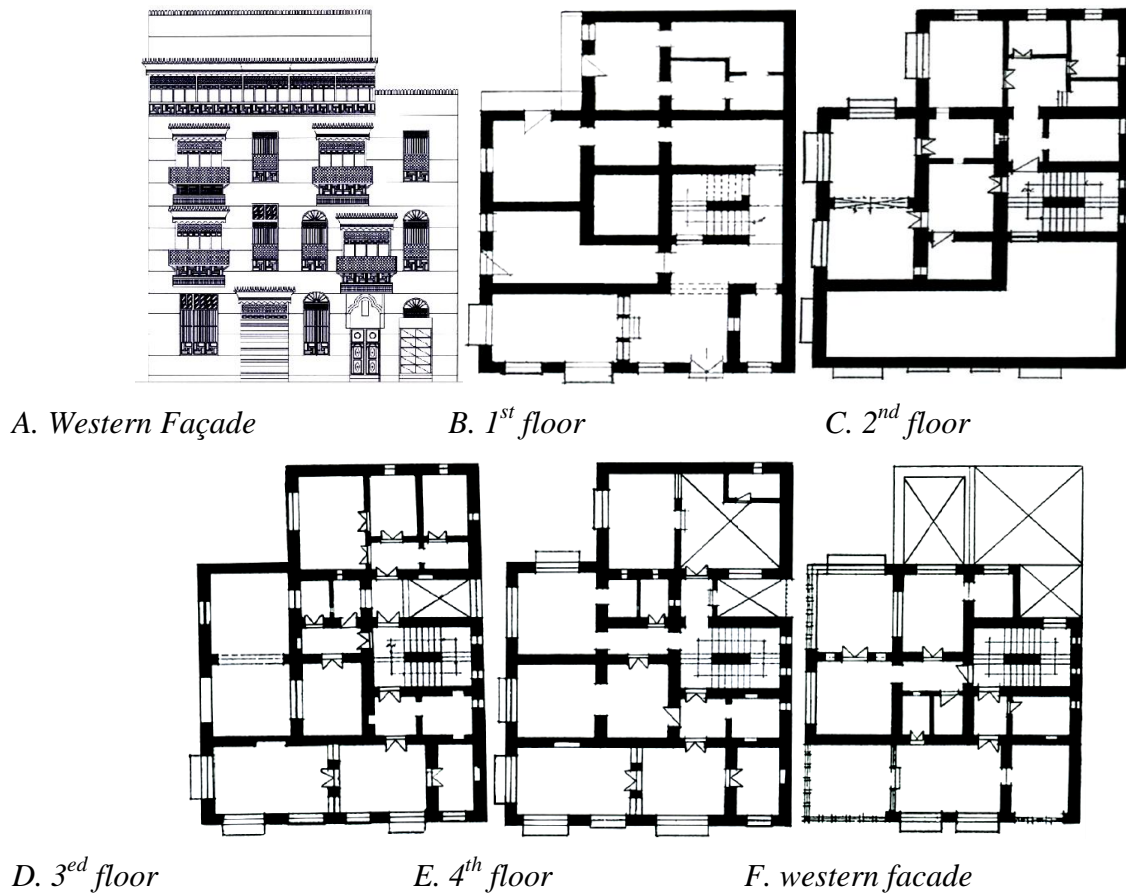 A. Western Façade B. 1st floor C. 2nd floor
D. 3ed floor E. 4th floor F. western facade